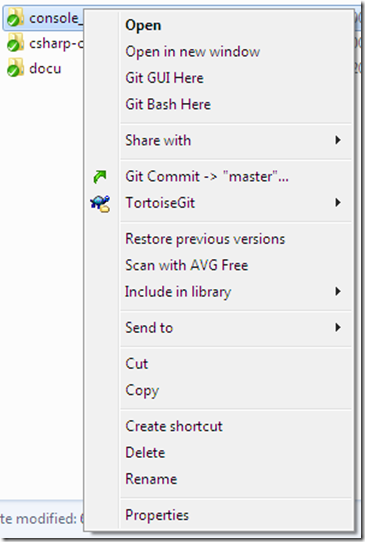 console_
Open
Open in new window
csharp-c
Git GUI Here
docu
Git Bash Here
Share with
Git Commit -> "master"...
TortoiseGit
Restore previous versions
Scan with AVG Free
Include in library
Send to
Cut
Copy
Create shortcut
Delete
Rename
Properties
te modified: